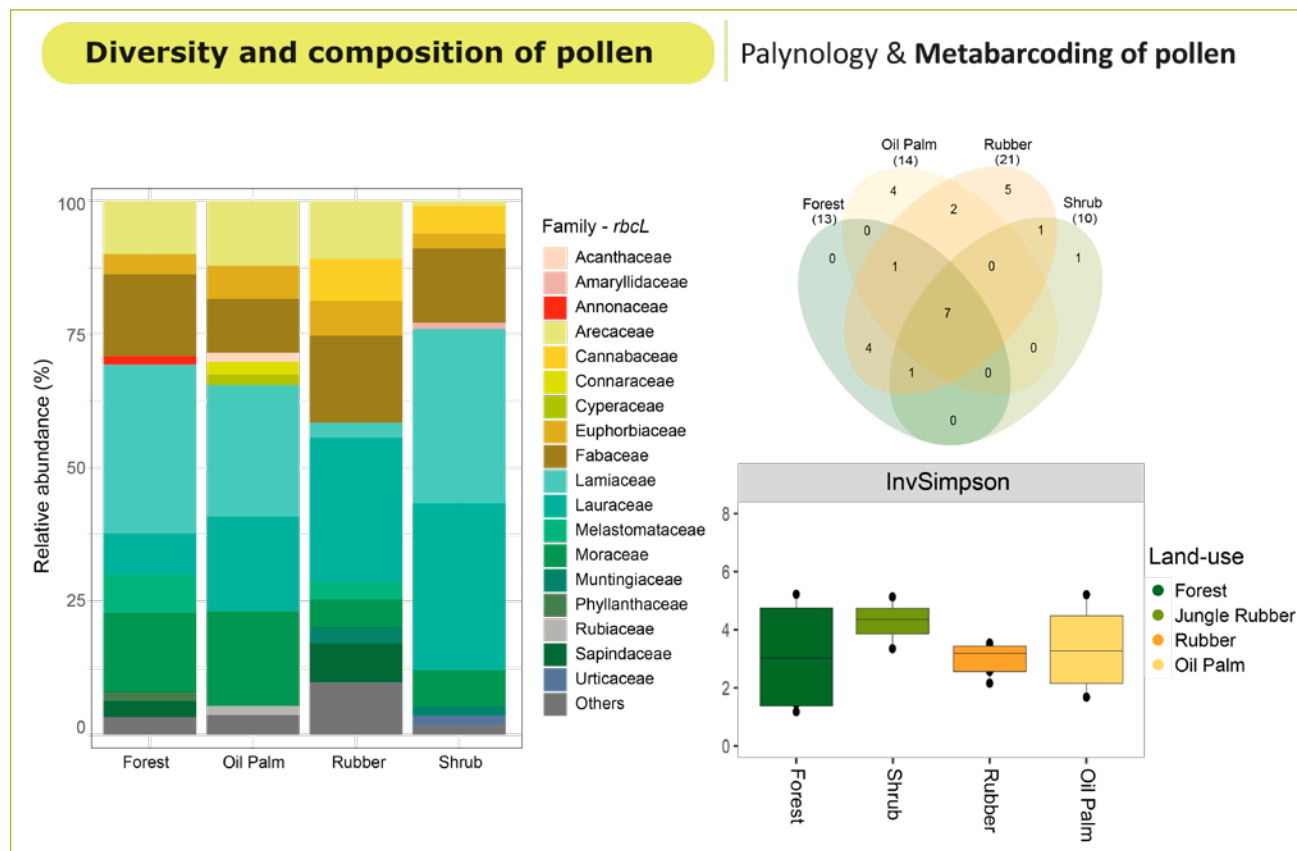 Diversity and composition of pollen
Palynology & Metabarcoding of pollen
100
75
50
25
0
Relative abundance (%)
Forest
Oil Palm
Rubber
Shrub
Family - rbcL
Acanthaceae
Amaryllidaceae
Annonaceae
Arecaceae
Cannabaceae
Connaraceae
Cyperaceae
Euphorbiaceae
Fabaceae
Lamiaceae
Lauraceae
Melastomataceae
Moraceae
Muntingiaceae
Phyllanthaceae
Rubiaceae
Sapindaceae
Urticaceae
Others
Oil Palm
(14)
Rubber
(21)
Forest
(13)
Shrub
(10)
4
5
2
0
1
0
1
0
1
7
4
0
1
0
0
InvSimpson
8
6
4
2
0
Forest
Shrub
Rubber
Oil Palm
Land-use
Forest
Jungle Rubber
Rubber
Oil Palm